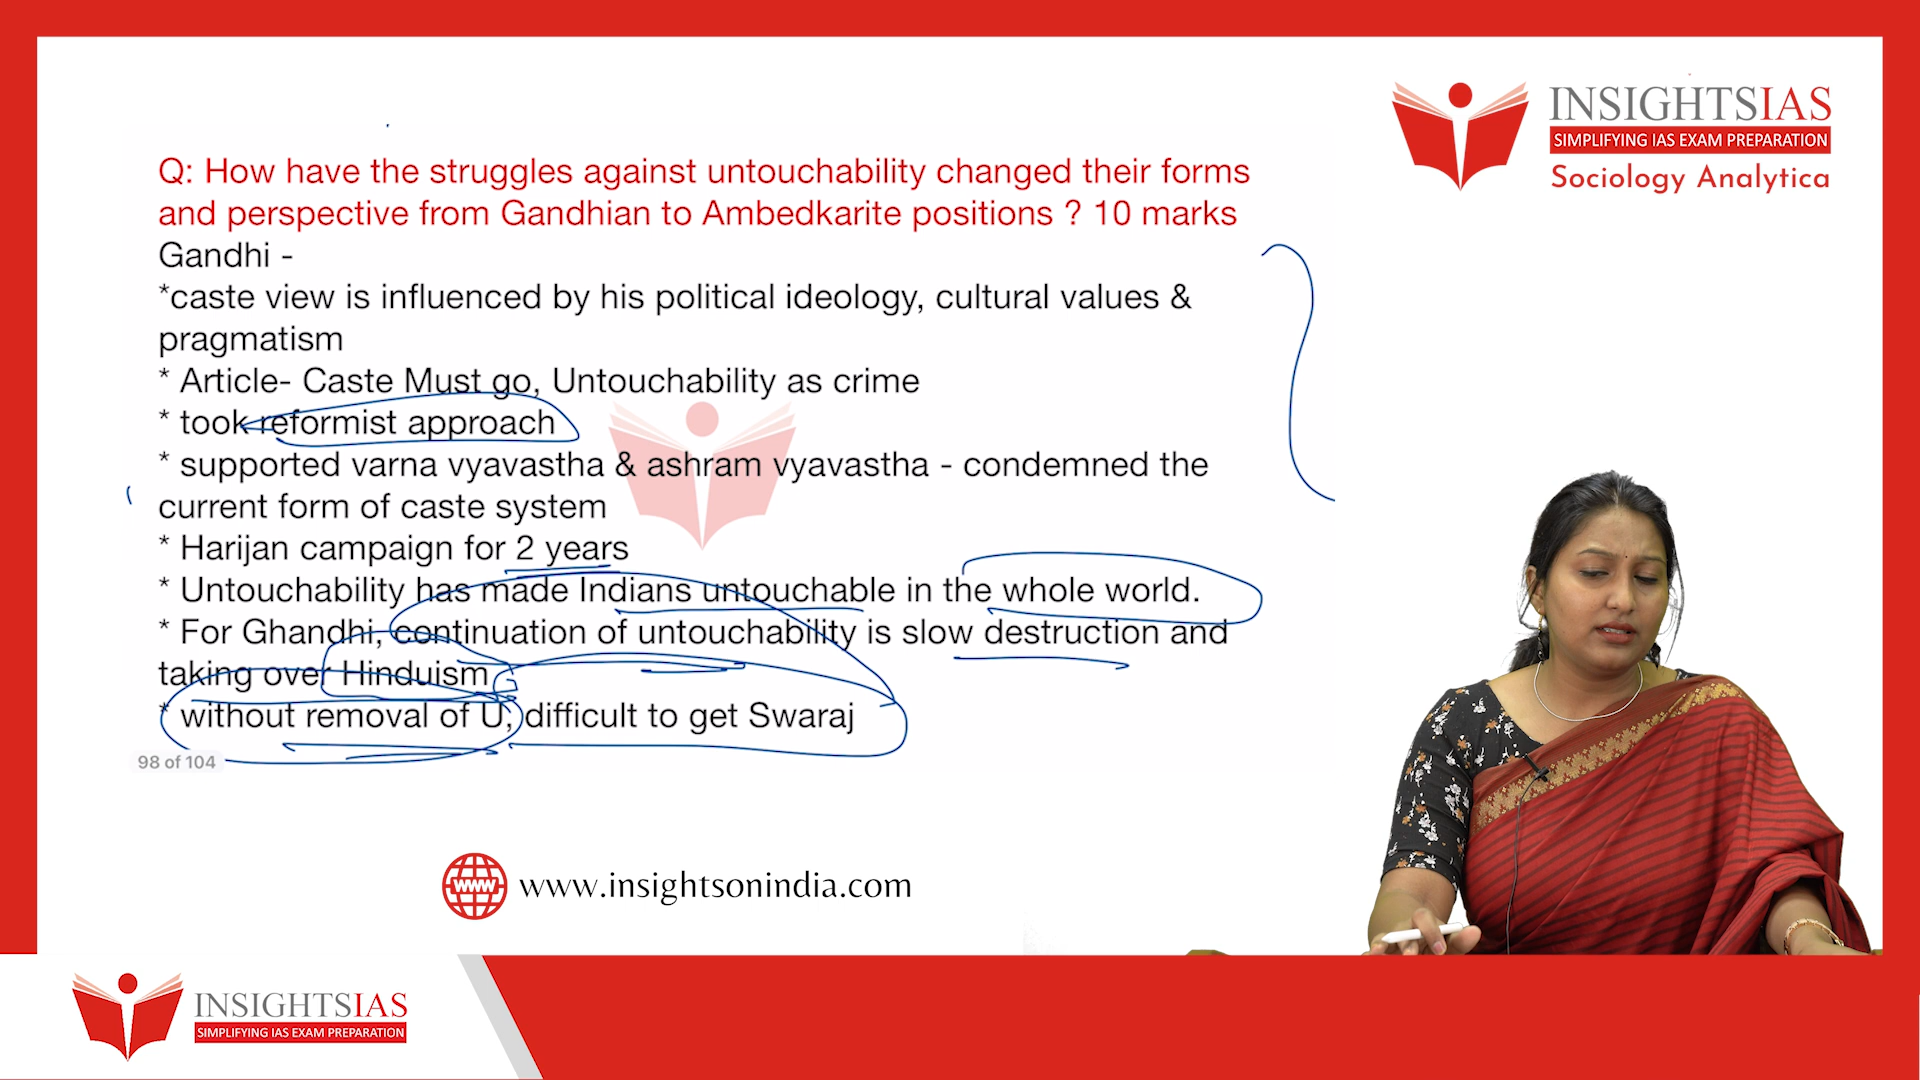 INSIGHTSIAS
SIMPLIFYING IAS EXAM PREPARATION
Sociology Analytica
Q: How have the struggles against untouchability changed their forms
and perspective from Gandhian to Ambedkarite positions ? 10 marks
Gandhi -
*caste view is influenced by his political ideology, cultural values &
pragmatism
* Article- Caste Must go, Untouchability as crime
* took reformist approach
* supported varna vyavastha & ashram vyavastha - condemned the
current form of caste system
* Harijan campaign for 2 years
* Untouchability has made Indians untouchable in the whole world.
* For Ghandhi, continuation of untouchability is slow destruction and
taking over Hinduism
* without removal of U, difficult to get Swaraj
98 of 104
www
www.insightsonindia.com
INSIGHTSIAS
SIMPLIFYING IAS EXAM PREPARATION